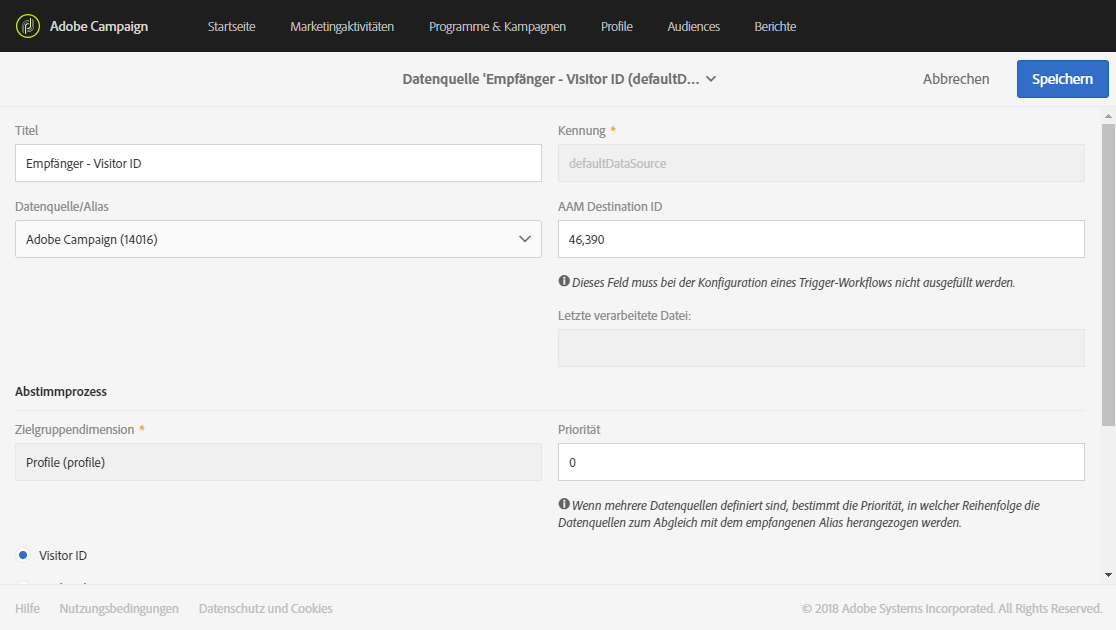 Adobe Campaign
Startseite
Marketingaktivitäten
Programme & Kampagnen
Profile
Audiences
Berichte
Datenquelle 'Empfänger - Visitor ID (defaultD...
Abbrechen
Speichern
Titel
Kennung *
Empfänger - Visitor ID
defaultDataSource
Datenquelle/Alias
AAM Destination ID
Adobe Campaign (14016)
46,390
Dieses Feld muss bei der Konfiguration eines Trigger-Workflows nicht ausgefüllt werden.
Letzte verarbeitete Datei:
Abstimmprozess
Zielgruppendimension *
Priorität
Profile (profile)
0
Wenn mehrere Datenquellen definiert sind, bestimmt die Priorität, in welcher Reihenfolge die
Datenquellen zum Abgleich mit dem empfangenen Alias herangezogen werden.
Visitor ID
Hilfe
Nutzungsbedingungen
Datenschutz und Cookies
© 2018 Adobe Systems Incorporated. All Rights Reserved.